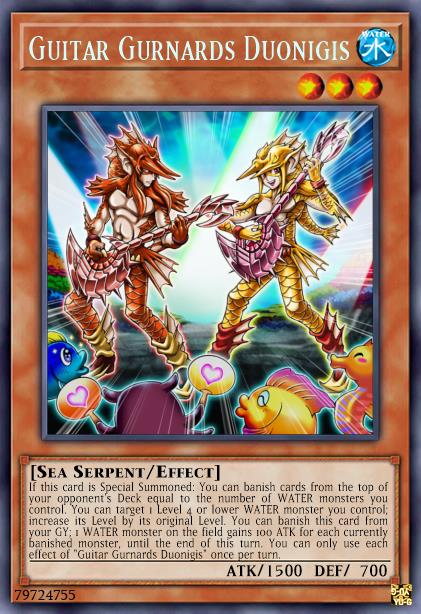 GUITAR GURNARDS DUONIGIS
WATER
水
[SEA SERPENT/EFFECT]
If this card is Special Summoned: You can banish cards from the top of
your opponent's Deck equal to the number of WATER monsters you
control. You can target 1 Level 4 or lower WATER monster you control;
increase its Level by its original Level. You can banish this card from
your GY; 1 WATER monster on the field gains 100 ATK for each currently
banished monster, until the end of this turn. You can only use each
effect of "Guitar Gurnards Duonigis" once per turn.
ATK/1500 DEF/ 700
79724755